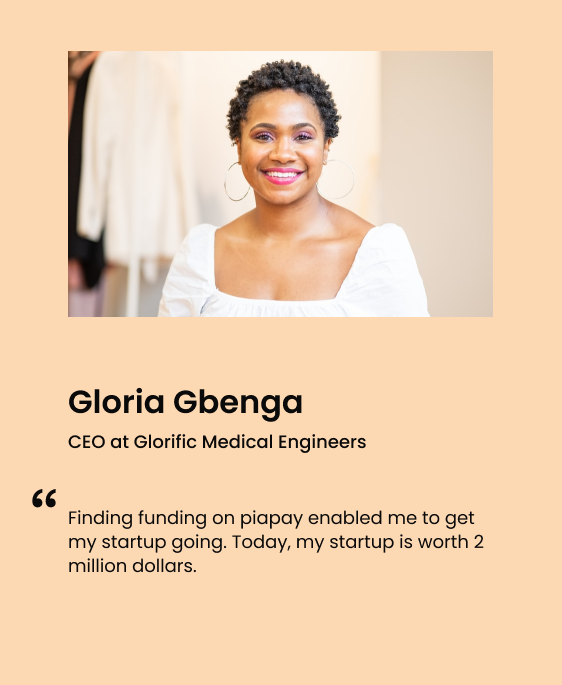 Gloria Gbenga
CEO at Glorific Medical Engineers
“
Finding funding on piapay enabled me to get
my startup going. Today, my startup is worth 2
million dollars.